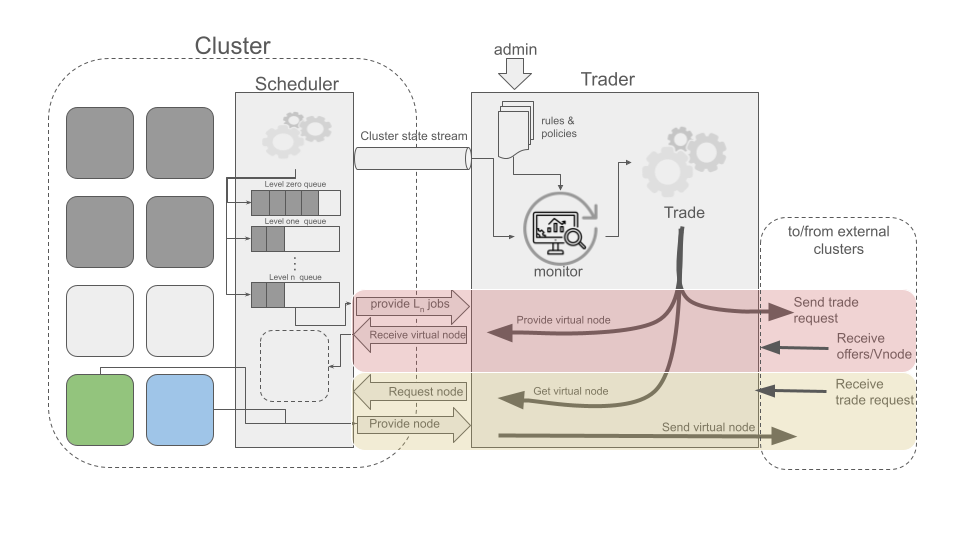 Cluster
admin
Scheduler
Trader
Cluster state stream
rules &
policies
Level zero queue
Level one queue
Level n queue
monitor
Trade
to/from external
clusters
provide Ln jobs
Receive virtual node
Provide virtual node
Send trade
request
Receive
offers/Vnode
Request node
Provide node
Get virtual node
Receive
trade request
Send virtual node